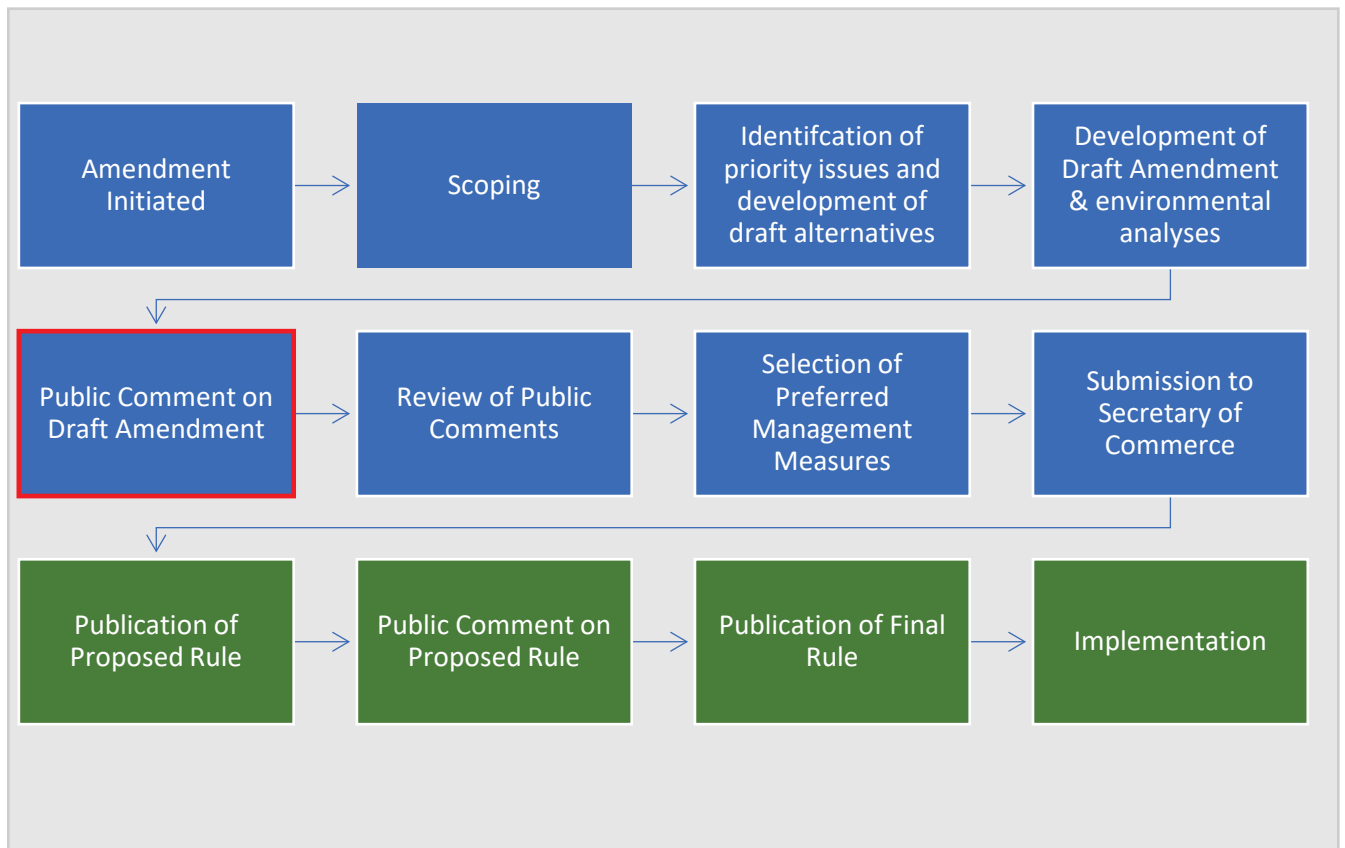 Amendment
Initiated
Scoping
Identifcation of
priority issues and
development of
draft alternatives
Development of
Draft Amendment
& environmental
analyses
Public Comment on
Draft Amendment
Review of Public
Comments
Selection of
Preferred
Management
Measures
Submission to
Secretary of
Commerce
Publication of
Proposed Rule
Public Comment on
Proposed Rule
Publication of Final
Rule
Implementation